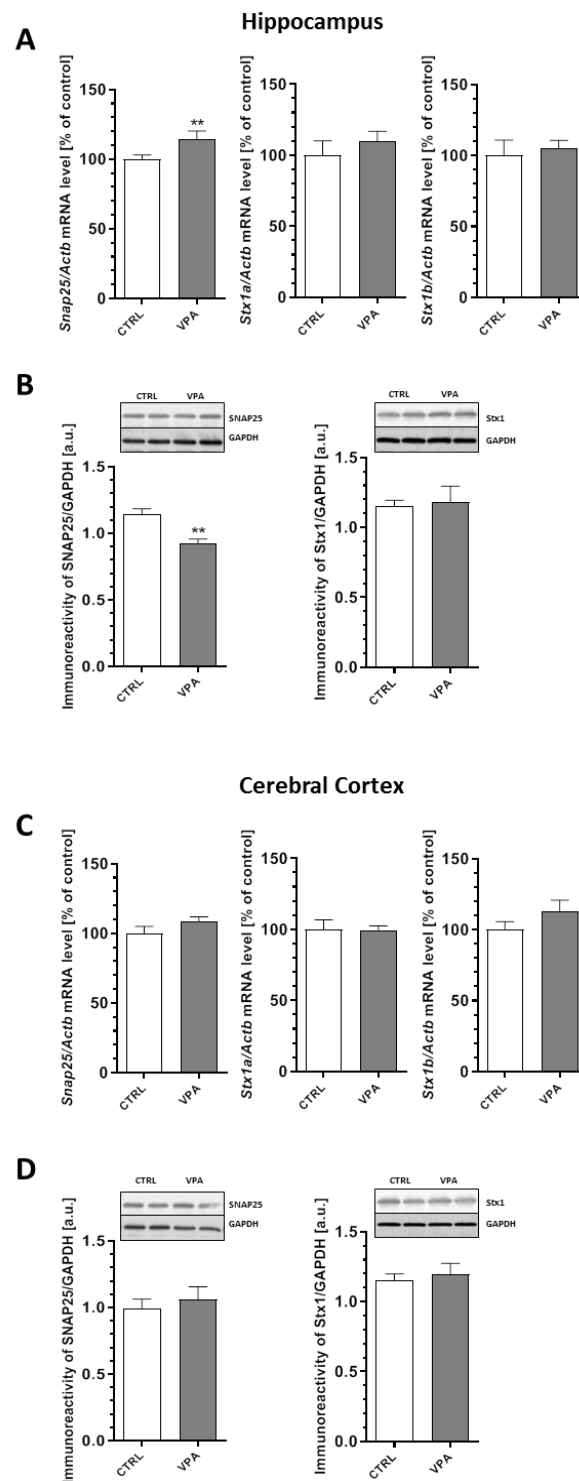 Hippocampus
A
Snap25/Actb mRNA level [% of control]
150
100
50
0
**
CTRL
VPA
Stx1a/Actb mRNA level [% of control]
150
100
50
0
CTRL
VPA
Stx1b/Actb mRNA level [% of control]
150
100
50
0
CTRL
VPA
B
CTRL VPA
SNAP25
GAPDH
Immunoreactivity of SNAP25/GAPDH [a.u.]
1.5
1.0
0.5
0.0
**
CTRL
VPA
CTRL VPA
Stx1
GAPDH
Immunoreactivity of Stx1/GAPDH [a.u.]
1.5
1.0
0.5
0.0
CTRL
VPA
Cerebral Cortex
C
Snap25/Actb mRNA level [% of control]
150
100
50
0
CTRL
VPA
Stx1a/Actb mRNA level [% of control]
150
100
50
0
CTRL
VPA
Stx1b/Actb mRNA level [% of control]
150
100
50
0
CTRL
VPA
D
CTRL VPA
SNAP25
GAPDH
Immunoreactivity of SNAP25/GAPDH [a.u.]
1.5
1.0
0.5
0.0
CTRL
VPA
CTRL VPA
Stx1
GAPDH
Immunoreactivity of Stx1/GAPDH [a.u.]
1.5
1.0
0.5
0.0
CTRL
VPA